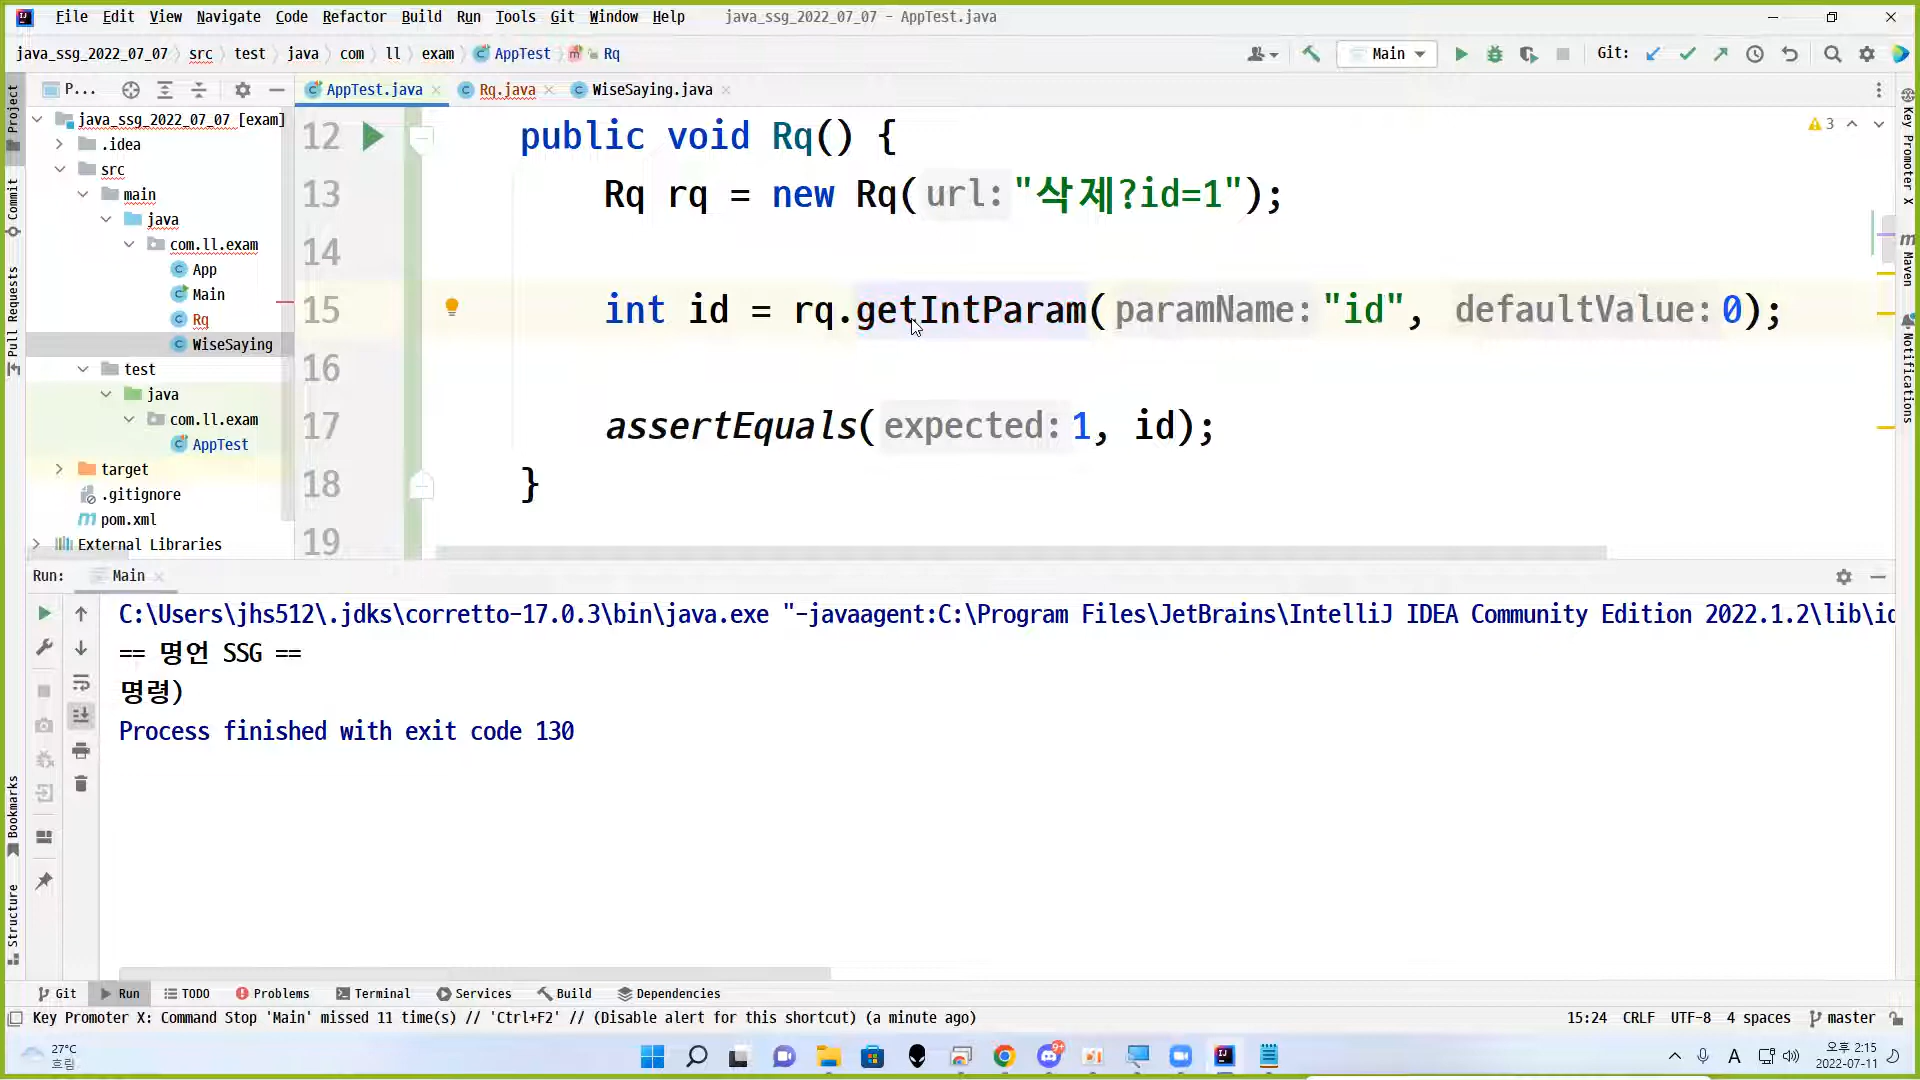 File Edit View Navigate Code Refactor Build Run Tools Git Window Help java_ssg_2022_07_07 - AppTest.java
java_ssg_2022_07_07 src test java com ll exam AppTest Rq Main Git:
P... AppTest.java Rq.java WiseSaying.java
Project
Commit
Pull Requests
Bookmarks
Structure
java_ssg_2022_07_07 [exam]
.idea
src
main
java
com.ll.exam
App
Main
Rq
WiseSaying
test
java
com.ll.exam
AppTest
target
.gitignore
pom.xml
External Libraries
3
12 public void Rq() {
13 Rq rq = new Rq( url: "삭제?id=1");
14
15 int id = rq.getIntParam( paramName: "id", defaultValue: 0);
16
17 assertEquals( expected: 1, id);
18 }
19
Key Promoter X
Maven
Notifications
Run: Main
C:\Users\jhs512\.jdks\corretto-17.0.3\bin\java.exe "-javaagent:C:\Program Files\JetBrains\IntelliJ IDEA Community Edition 2022.1.2\lib\id
== 명언 SSG ==
명령)
Process finished with exit code 130
Git Run TODO Problems Terminal Services Build Dependencies
Key Promoter X: Command Stop 'Main' missed 11 time(s) // 'Ctrl+F2' // (Disable alert for this shortcut) (a minute ago) 15:24 CRLF UTF-8 4 spaces master
27°C
흐림
9+
A
오후 2:15
2022-07-11